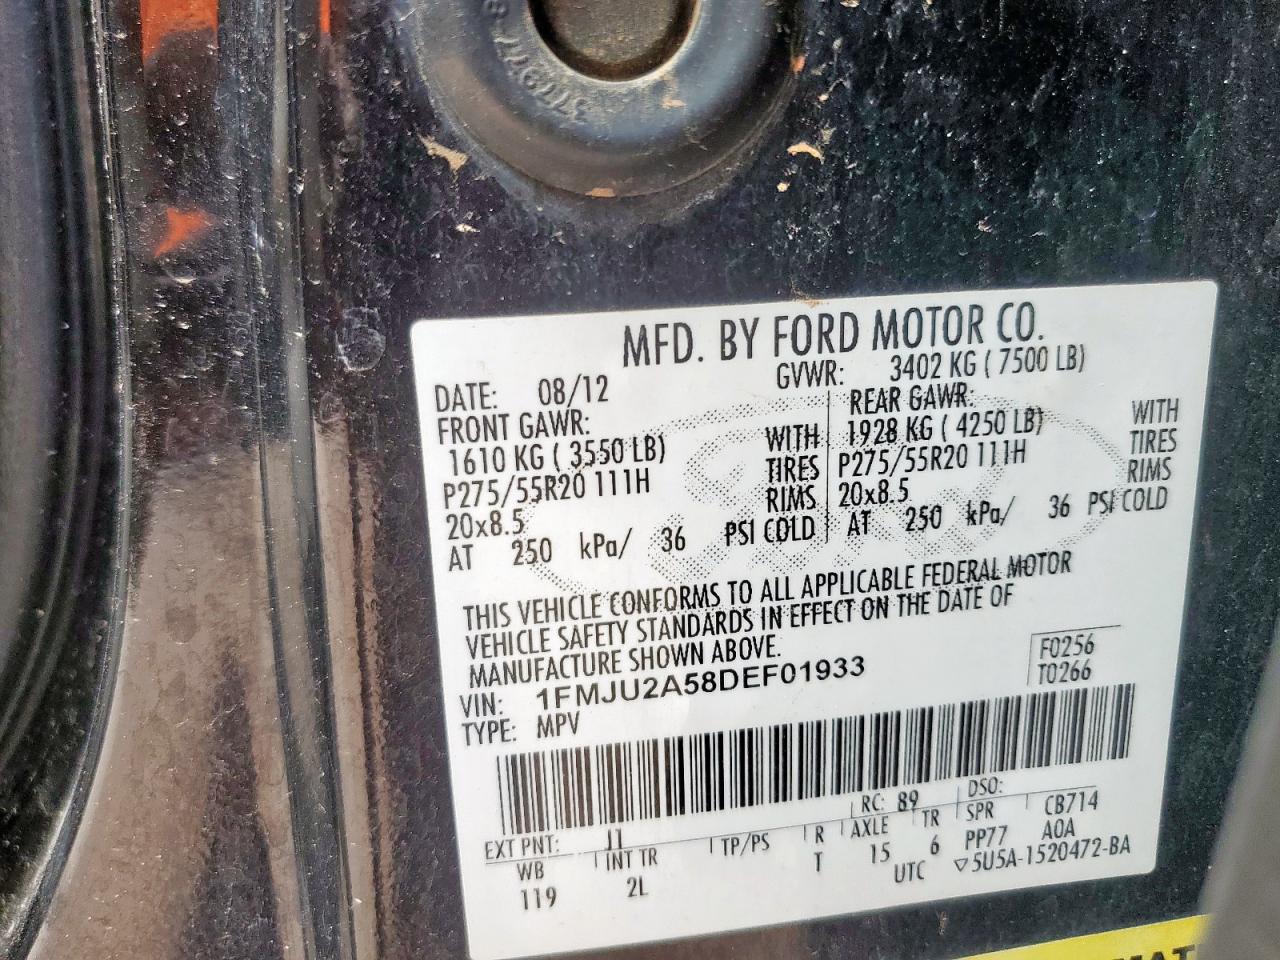 MFD. BY FORD MOTOR CO.
DATE: 08/12 GVWR: 3402 KG ( 7500 LB)
FRONT GAWR: REAR GAWR:
1610 KG ( 3550 LB) WITH 1928 KG ( 4250 LB) WITH
P275/55R20 111H TIRES P275/55R20 111H TIRES
20x8.5 RIMS 20x8.5 RIMS
AT 250 kPa/ 36 PSI COLD AT 250 kPa/ 36 PSI COLD
THIS VEHICLE CONFORMS TO ALL APPLICABLE FEDERAL MOTOR
VEHICLE SAFETY STANDARDS IN EFFECT ON THE DATE OF
MANUFACTURE SHOWN ABOVE.
VIN: 1FMJU2A58DEF01933 F0256
TYPE: MPV T0266
EXT PNT: JJ RC: 89 DSO: CB714
WB INT TR TP/PS R AXLE TR SPR A0A
119 2L T 15 6 PP77
UTC ▽5U5A-1520472-BA